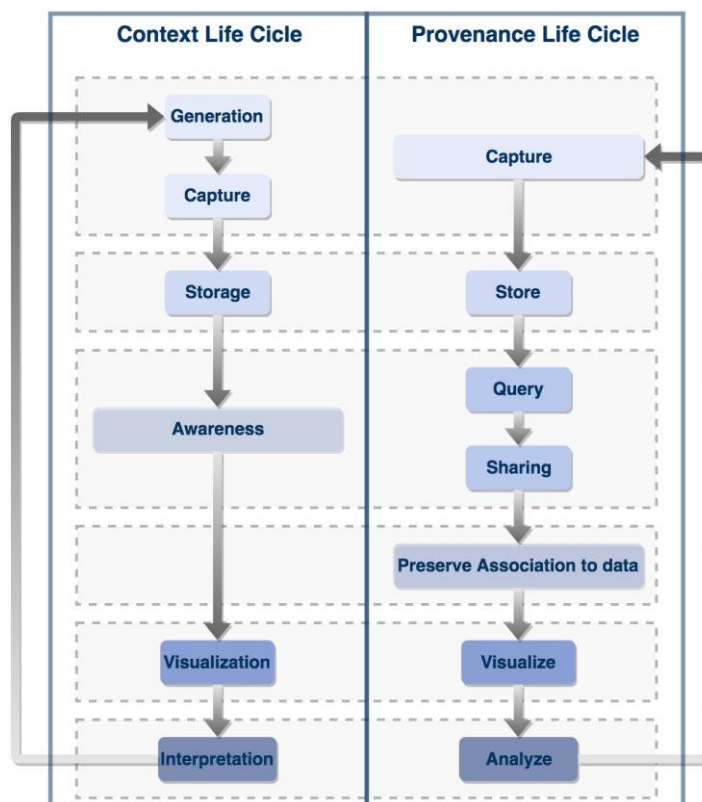 Context Life Cicle
Provenance Life Cicle
Generation
Capture
Capture
Storage
Store
Query
Awareness
Sharing
Preserve Association to data
Visualization
Visualize
Interpretation
Analyze